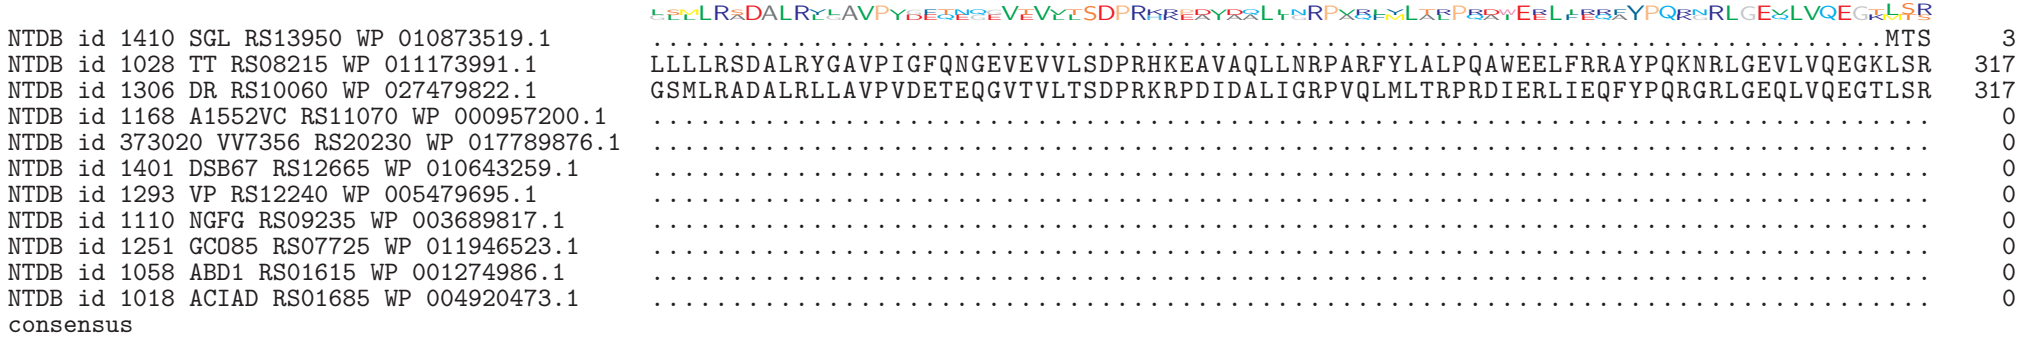 NTDB id 1410 SGL RS13950 WP 010873519.1 .............................................................................MTS 3
NTDB id 1028 TT RS08215 WP 011173991.1 LLLLRSDALRYGAVPIGFQNGEVEVVLSDPRHKEAVAQLLNRPARFYLALPQAWEELFRRAYPQKNRLGEVLVQEGKLSR 317
NTDB id 1306 DR RS10060 WP 027479822.1 GSMLRADALRLLAVPVDETEQGVTVLTSDPRKRPDIDALIGRPVQLMLTRPRDIERLIEQFYPQRGRLGEQLVQEGTLSR 317
NTDB id 1168 A1552VC RS11070 WP 000957200.1 ................................................................................ 0
NTDB id 373020 VV7356 RS20230 WP 017789876.1 ................................................................................ 0
NTDB id 1401 DSB67 RS12665 WP 010643259.1 ................................................................................ 0
NTDB id 1293 VP RS12240 WP 005479695.1 ................................................................................ 0
NTDB id 1110 NGFG RS09235 WP 003689817.1 ................................................................................ 0
NTDB id 1251 GCO85 RS07725 WP 011946523.1 ................................................................................ 0
NTDB id 1058 ABD1 RS01615 WP 001274986.1 ................................................................................ 0
NTDB id 1018 ACIAD RS01685 WP 004920473.1 ................................................................................ 0
consensus